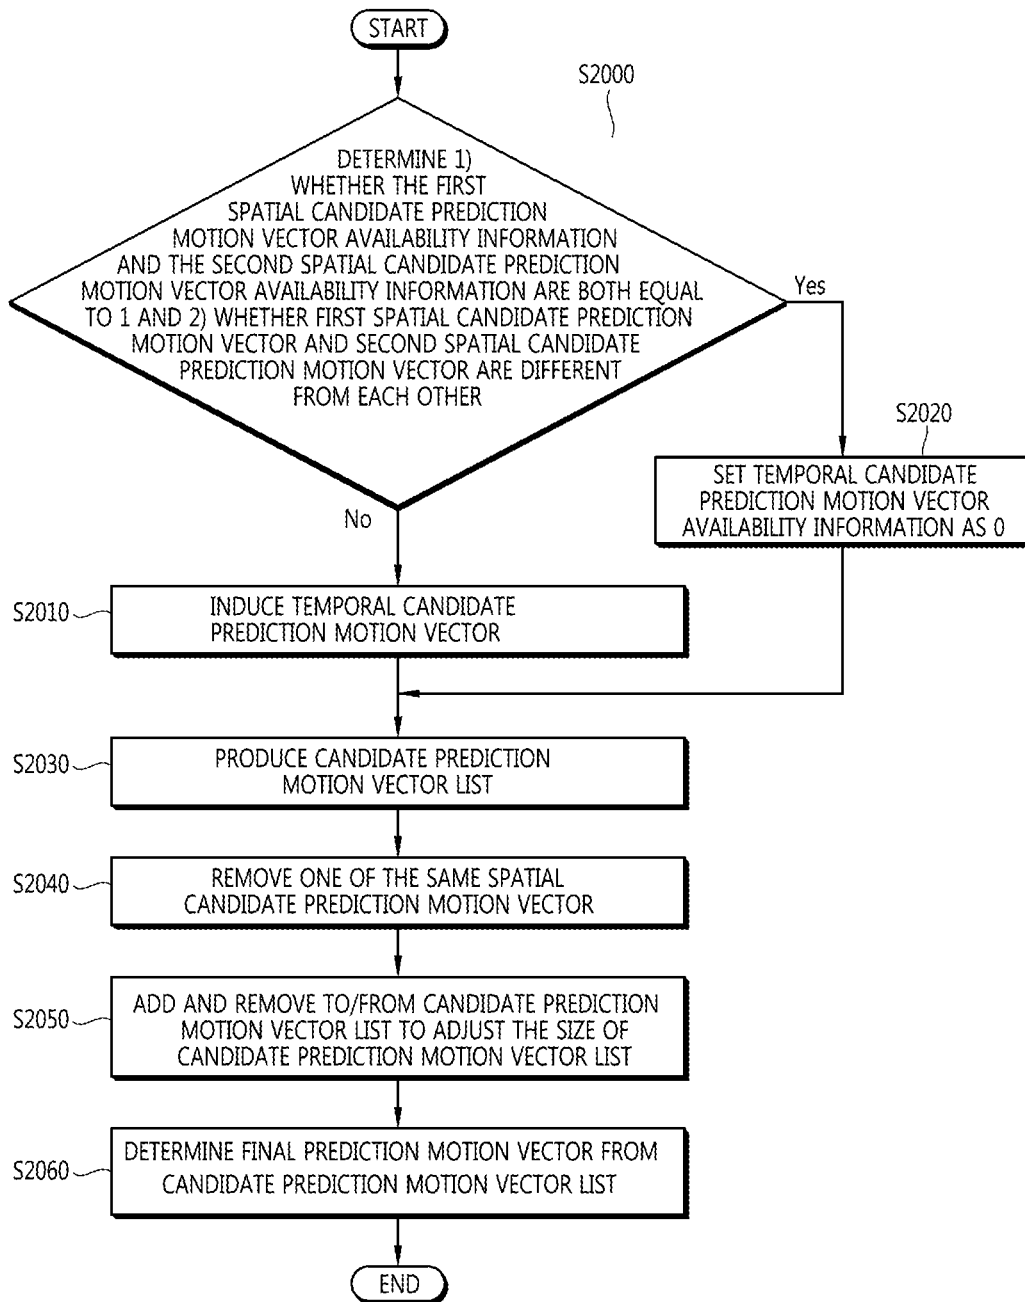 START
S2000
DETERMINE 1)
WHETHER THE FIRST
SPATIAL CANDIDATE PREDICTION
MOTION VECTOR AVAILABILITY INFORMATION
AND THE SECOND SPATIAL CANDIDATE PREDICTION
MOTION VECTOR AVAILABILITY INFORMATION ARE BOTH EQUAL
TO 1 AND 2) WHETHER FIRST SPATIAL CANDIDATE PREDICTION
MOTION VECTOR AND SECOND SPATIAL CANDIDATE
PREDICTION MOTION VECTOR ARE DIFFERENT
FROM EACH OTHER
Yes
S2020
SET TEMPORAL CANDIDATE
PREDICTION MOTION VECTOR
AVAILABILITY INFORMATION AS 0
No
S2010
INDUCE TEMPORAL CANDIDATE
PREDICTION MOTION VECTOR
S2030
PRODUCE CANDIDATE PREDICTION
MOTION VECTOR LIST
S2040
REMOVE ONE OF THE SAME SPATIAL
CANDIDATE PREDICTION MOTION VECTOR
S2050
ADD AND REMOVE TO/FROM CANDIDATE PREDICTION
MOTION VECTOR LIST TO ADJUST THE SIZE OF
CANDIDATE PREDICTION MOTION VECTOR LIST
S2060
DETERMINE FINAL PREDICTION MOTION VECTOR FROM
CANDIDATE PREDICTION MOTION VECTOR LIST
END